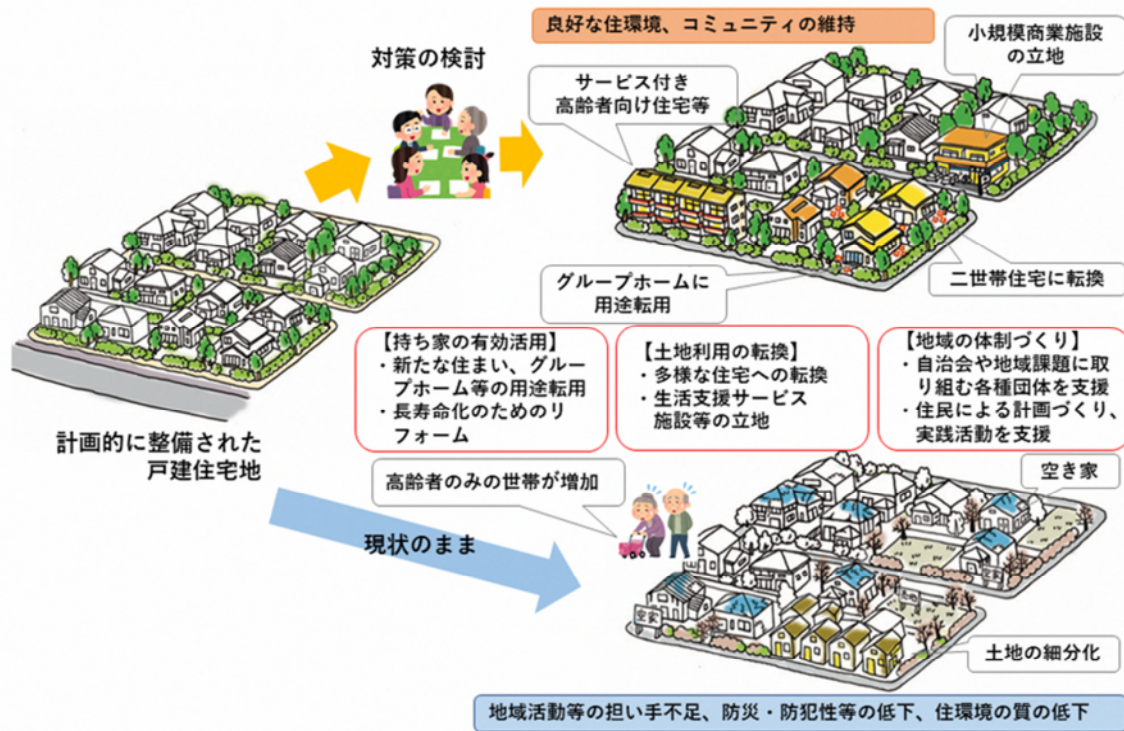 良好な住環境、コミュニティの維持
対策の検討
小規模商業施設
の立地
サービス付き
高齢者向け住宅等
グループホームに
用途転用
二世帯住宅に転換
計画的に整備された
戸建住宅地
【持ち家の有効活用】
・新たな住まい、グルー
プホーム等の用途転用
・長寿命化のためのリ
フォーム
【土地利用の転換】
・多様な住宅への転換
・生活支援サービス
施設等の立地
【地域の体制づくり】
・自治会や地域課題に取
り組む各種団体を支援
・住民による計画づくり、
実践活動を支援
高齢者のみの世帯が増加
現状のまま
空き家
空家
空家
土地の細分化
地域活動等の担い手不足、防災・防犯性等の低下、住環境の質の低下